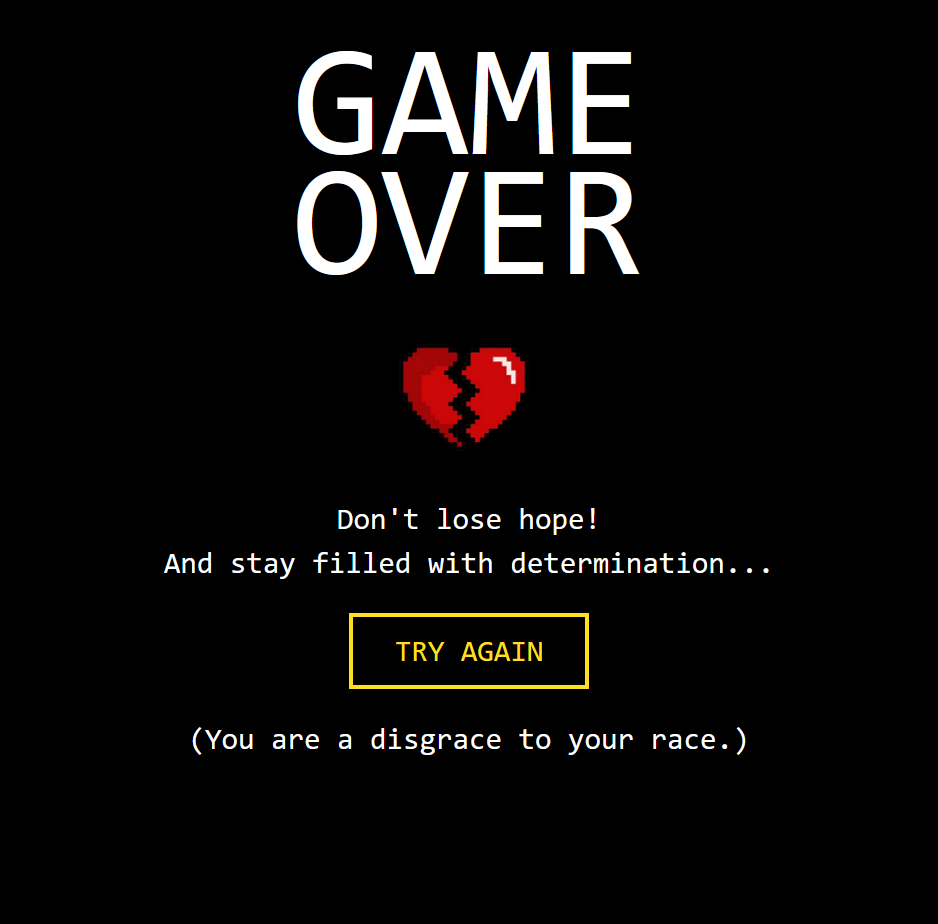 GAME
OVER
Don't lose hope!
And stay filled with determination...
TRY AGAIN
(You are a disgrace to your race.)